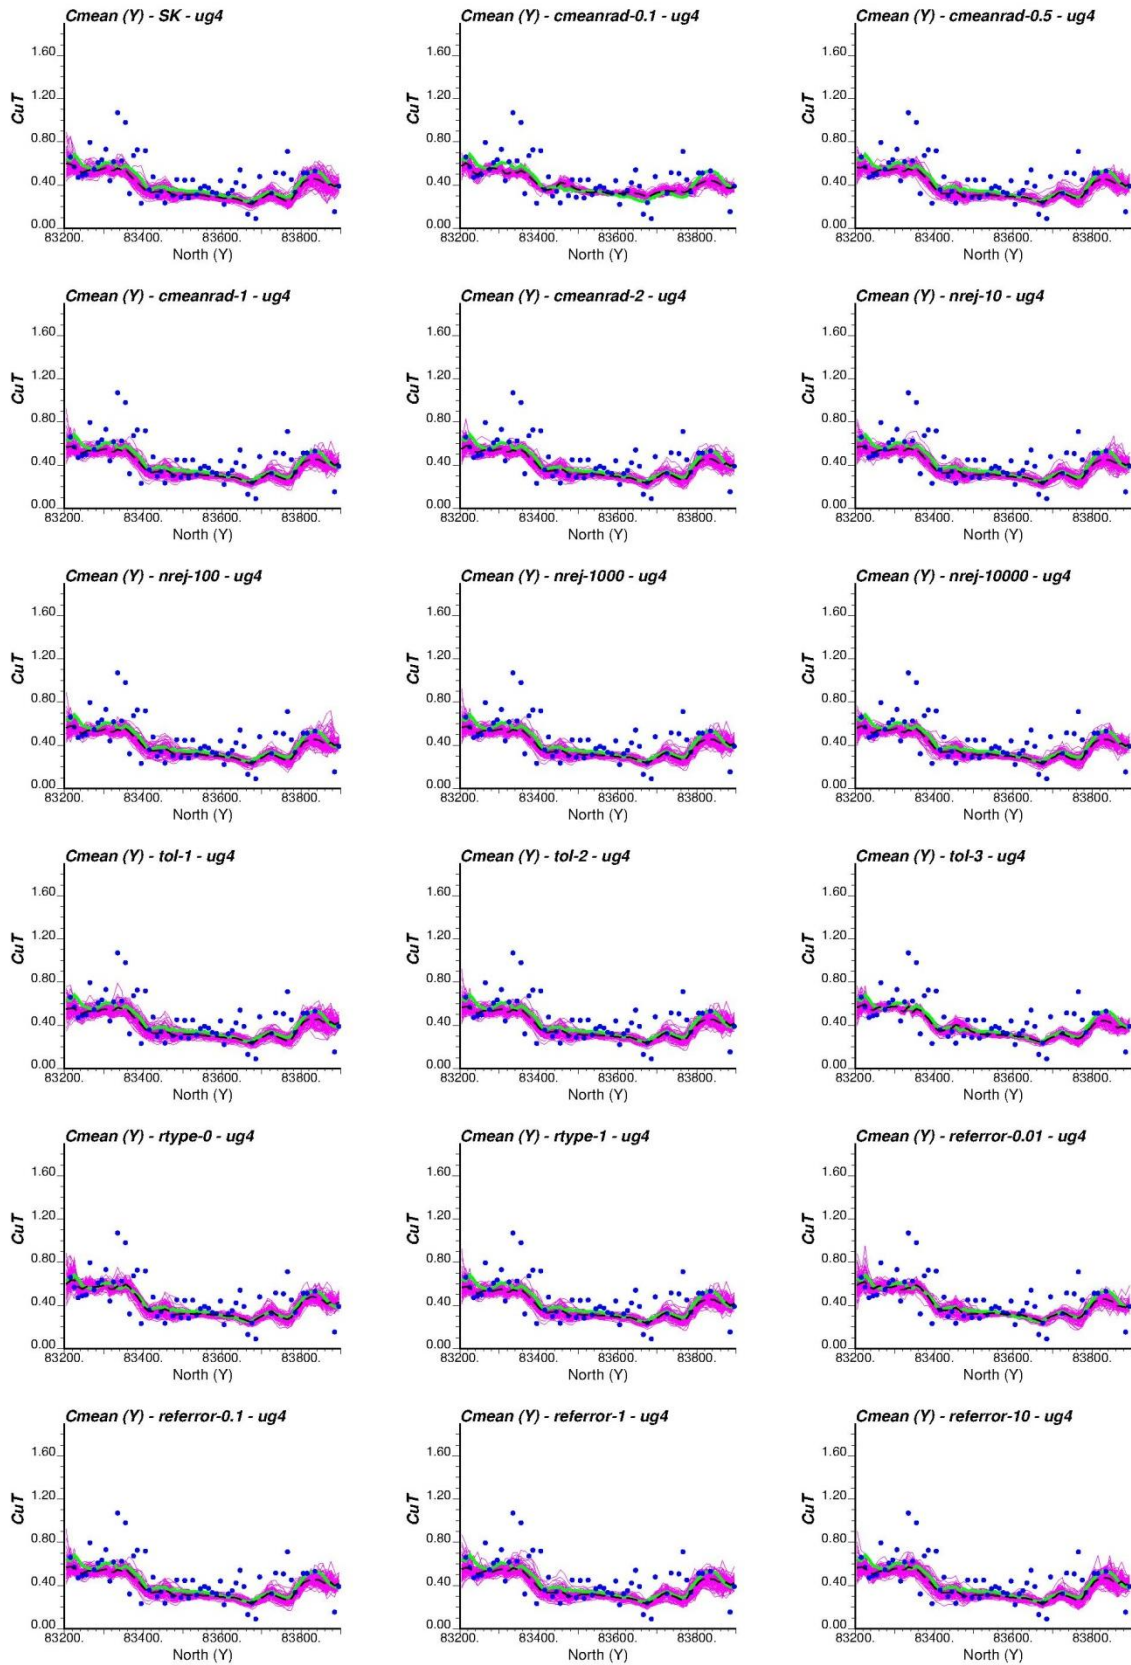 Cmean (Y) - SK - ug4
CuT
1.60
1.20
0.80
0.40
0.00
83200. 83400. 83600. 83800.
North (Y)
Cmean (Y) - cmeanrad-0.1 - ug4
CuT
1.60
1.20
0.80
0.40
0.00
83200. 83400. 83600. 83800.
North (Y)
Cmean (Y) - cmeanrad-0.5 - ug4
CuT
1.60
1.20
0.80
0.40
0.00
83200. 83400. 83600. 83800.
North (Y)
Cmean (Y) - cmeanrad-1 - ug4
CuT
1.60
1.20
0.80
0.40
0.00
83200. 83400. 83600. 83800.
North (Y)
Cmean (Y) - cmeanrad-2 - ug4
CuT
1.60
1.20
0.80
0.40
0.00
83200. 83400. 83600. 83800.
North (Y)
Cmean (Y) - nrej-10 - ug4
CuT
1.60
1.20
0.80
0.40
0.00
83200. 83400. 83600. 83800.
North (Y)
Cmean (Y) - nrej-100 - ug4
CuT
1.60
1.20
0.80
0.40
0.00
83200. 83400. 83600. 83800.
North (Y)
Cmean (Y) - nrej-1000 - ug4
CuT
1.60
1.20
0.80
0.40
0.00
83200. 83400. 83600. 83800.
North (Y)
Cmean (Y) - nrej-10000 - ug4
CuT
1.60
1.20
0.80
0.40
0.00
83200. 83400. 83600. 83800.
North (Y)
Cmean (Y) - tol-1 - ug4
CuT
1.60
1.20
0.80
0.40
0.00
83200. 83400. 83600. 83800.
North (Y)
Cmean (Y) - tol-2 - ug4
CuT
1.60
1.20
0.80
0.40
0.00
83200. 83400. 83600. 83800.
North (Y)
Cmean (Y) - tol-3 - ug4
CuT
1.60
1.20
0.80
0.40
0.00
83200. 83400. 83600. 83800.
North (Y)
Cmean (Y) - rtype-0 - ug4
CuT
1.60
1.20
0.80
0.40
0.00
83200. 83400. 83600. 83800.
North (Y)
Cmean (Y) - rtype-1 - ug4
CuT
1.60
1.20
0.80
0.40
0.00
83200. 83400. 83600. 83800.
North (Y)
Cmean (Y) - referror-0.01 - ug4
CuT
1.60
1.20
0.80
0.40
0.00
83200. 83400. 83600. 83800.
North (Y)
Cmean (Y) - referror-0.1 - ug4
CuT
1.60
1.20
0.80
0.40
0.00
83200. 83400. 83600. 83800.
North (Y)
Cmean (Y) - referror-1 - ug4
CuT
1.60
1.20
0.80
0.40
0.00
83200. 83400. 83600. 83800.
North (Y)
Cmean (Y) - referror-10 - ug4
CuT
1.60
1.20
0.80
0.40
0.00
83200. 83400. 83600. 83800.
North (Y)